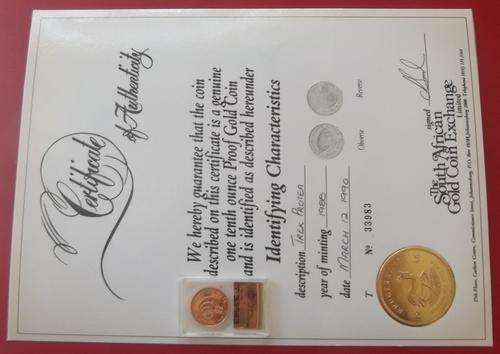 Certificate
of Authenticity
We hereby guarantee that the coin
described on this certificate is a genuine
one tenth ounce Proof Gold Coin
and is identified as described hereunder
Identifying Characteristics
Obverse Reverse
description TREK PROTEA
year of minting 1988
date MARCH 12 1990
T No 33983
signed
The
South African
Gold Coin Exchange
Limited